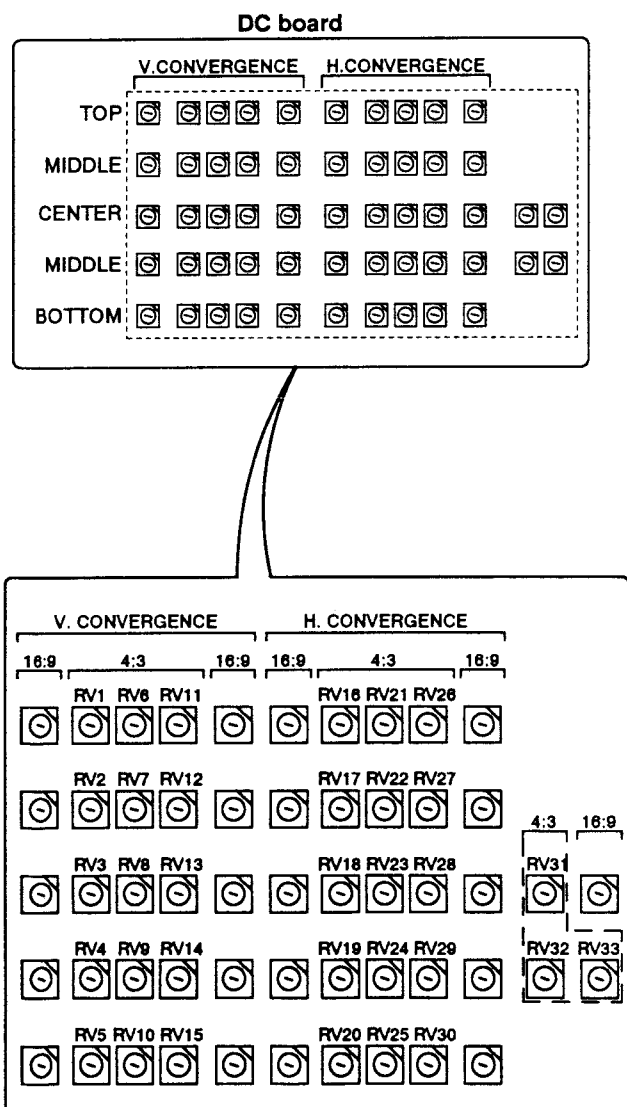 DC board
V.CONVERGENCE H.CONVERGENCE
TOP
MIDDLE
CENTER
MIDDLE
BOTTOM
V. CONVERGENCE H. CONVERGENCE
16:9 4:3 16:9 16:9 4:3 16:9
RV1 RV6 RV11 RV16 RV21 RV26
RV2 RV7 RV12 RV17 RV22 RV27
4:3 16:9
RV3 RV8 RV13 RV18 RV23 RV28 RV31
RV4 RV9 RV14 RV19 RV24 RV29 RV32 RV33
RV5 RV10 RV15 RV20 RV25 RV30